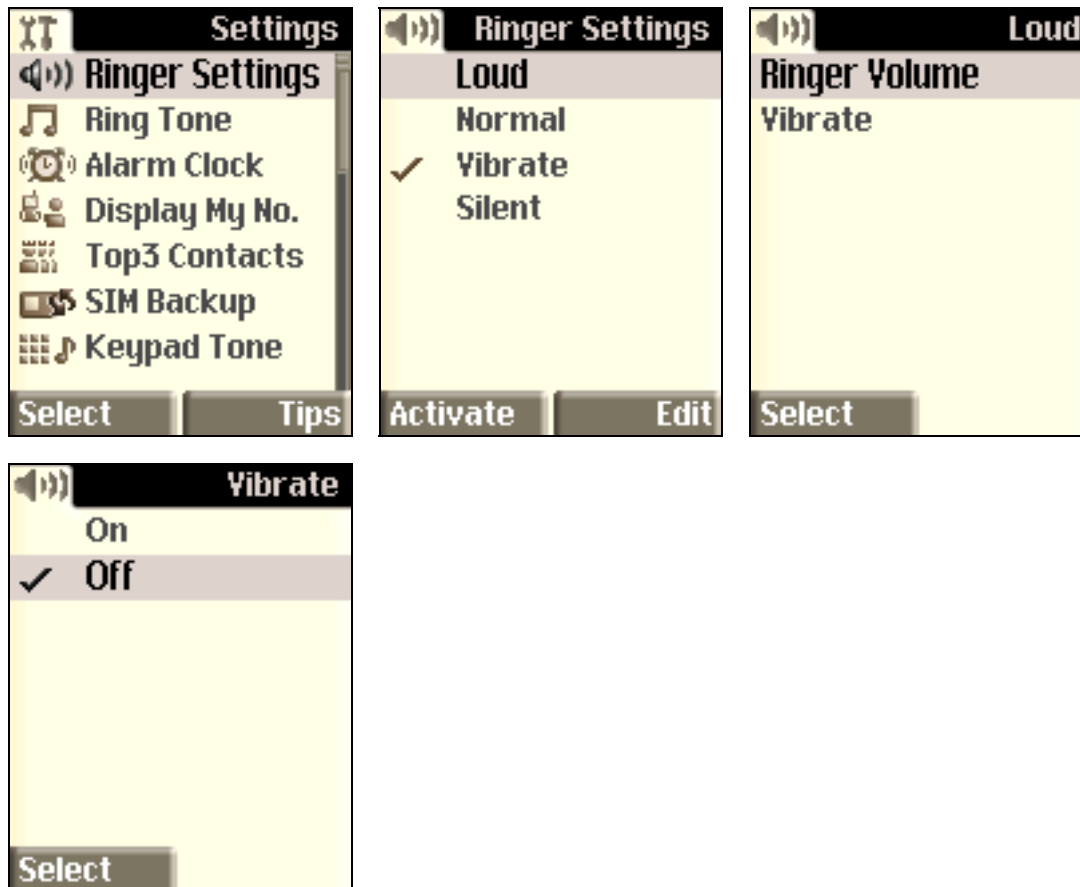 Settings
Ringer Settings
Ring Tone
Alarm Clock
Display My No.
Top3 Contacts
SIM Backup
Keypad Tone
Select Tips
Ringer Settings
Loud
Normal
Vibrate
Silent
Activate Edit
Loud
Ringer Volume
Vibrate
Select
Vibrate
On
Off
Select